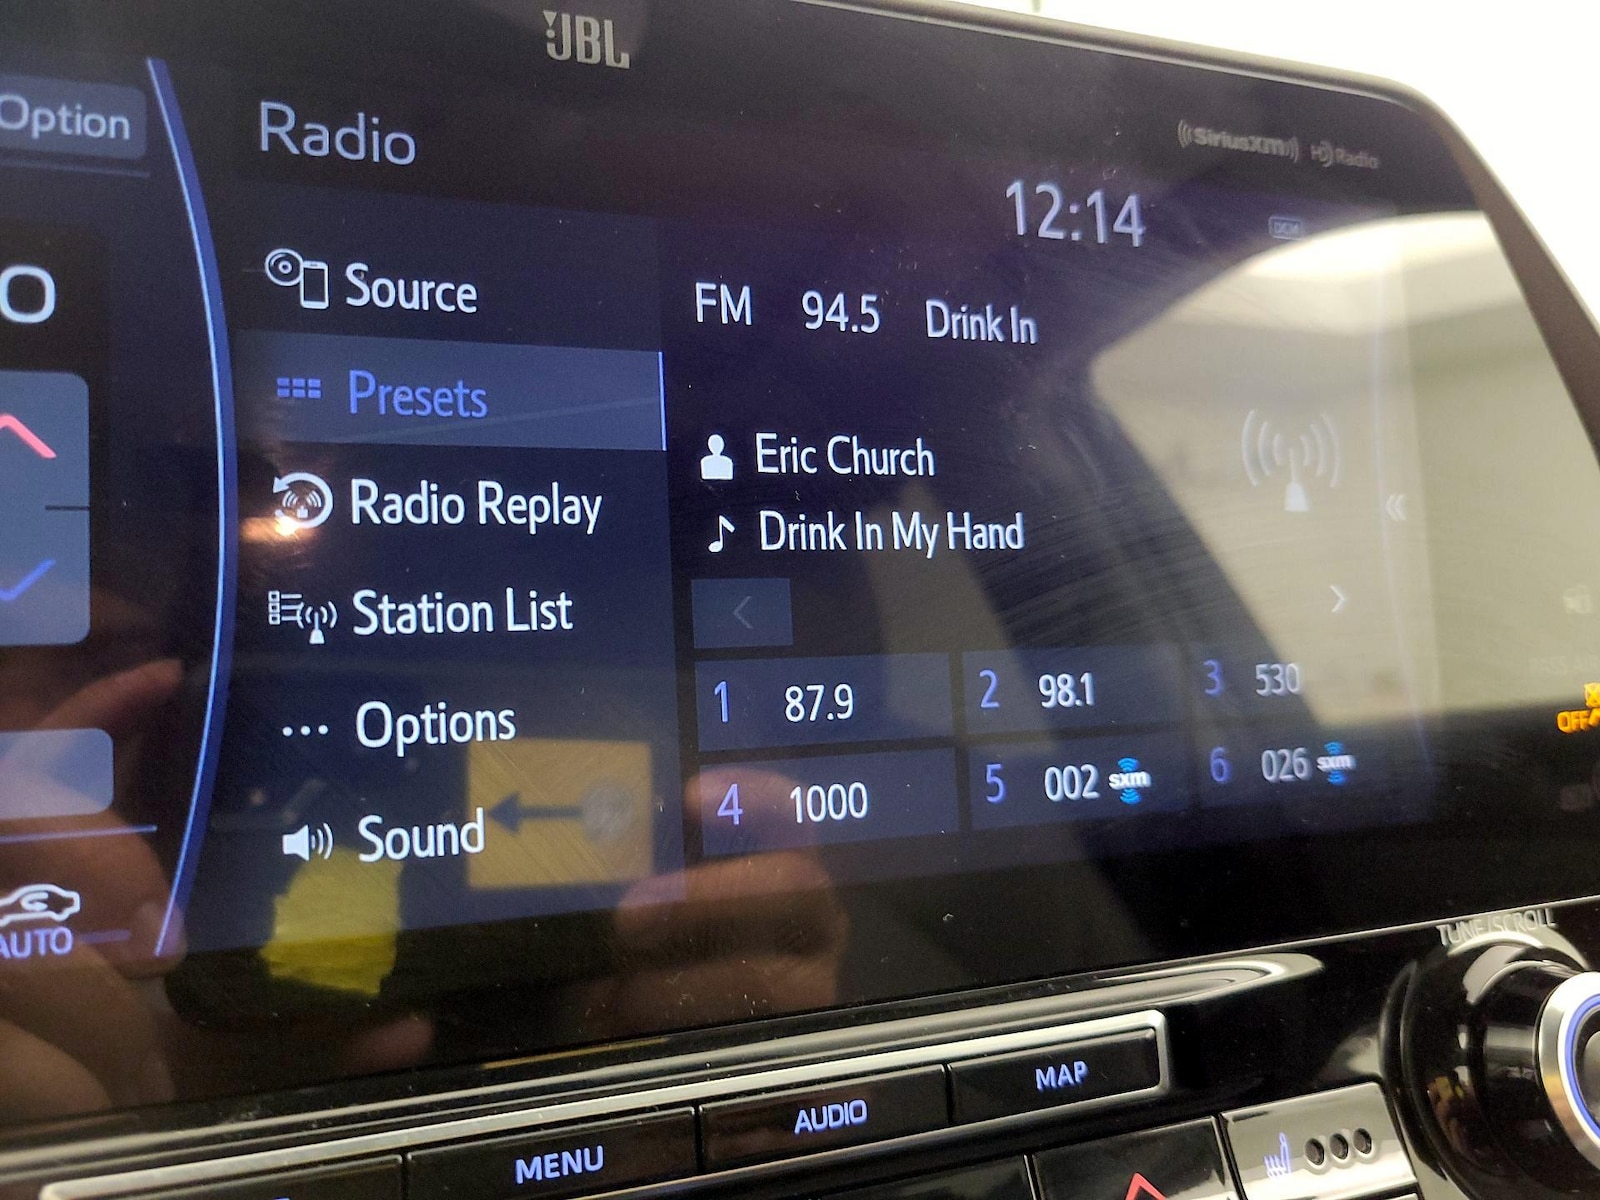 JBL
Option
Radio
SiriusXM HD Radio
12:14
DCM
Source
FM 94.5 Drink In
Presets
Eric Church
Radio Replay
Drink In My Hand
Station List
1 87.9 2 98.1 3 530
Options
4 1000 5 002 sxm 6 026 sxm
Sound
OFF
AUTO
TUNE/SCROLL
MENU
AUDIO
MAP